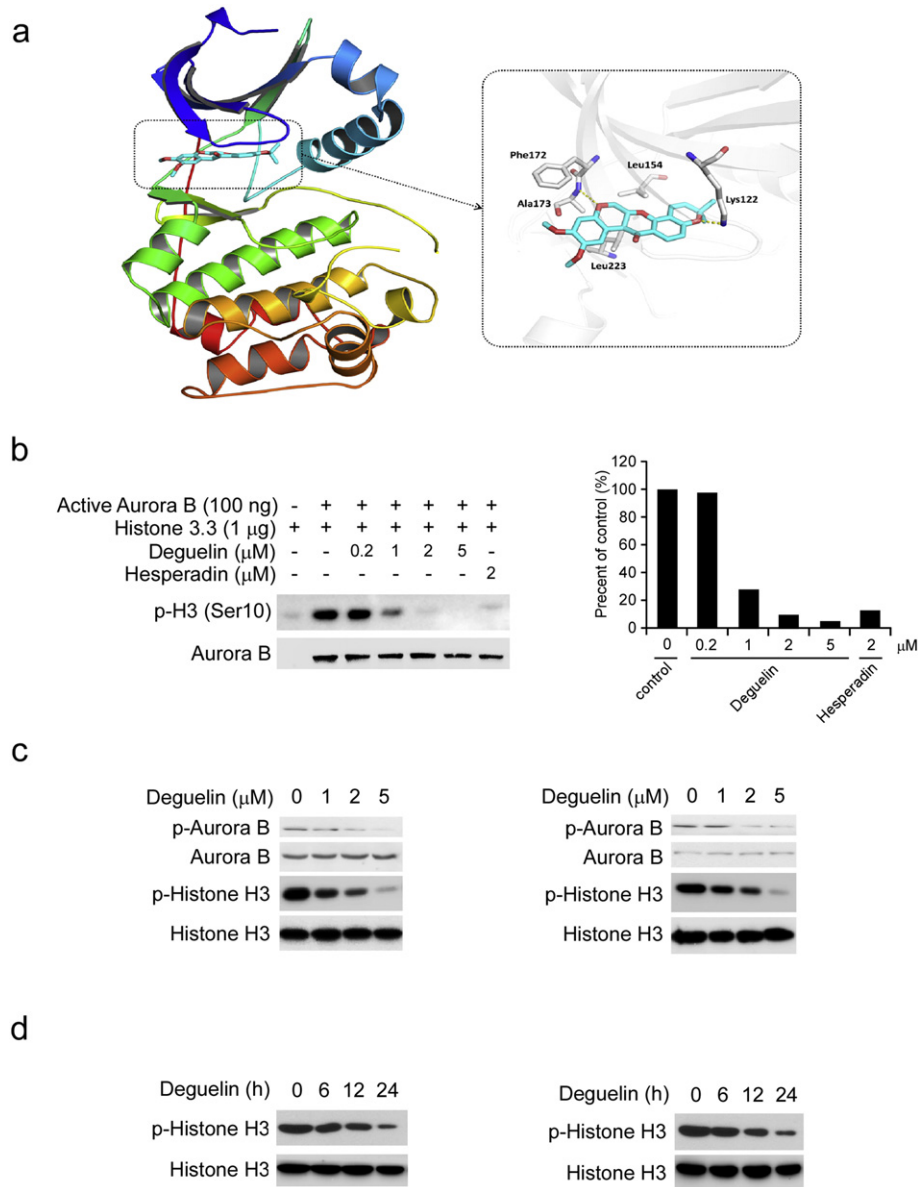 a
Phe172
Leu154
Ala173
Lys122
Leu223
b
Active Aurora B (100 ng) - + + + + + +
Histone 3.3 (1 μg) + + + + + + +
Deguelin (μM) - - 0.2 1 2 5 -
Hesperadin (μM) - - - - - - 2
p-H3 (Ser10)
Aurora B
Precent of control (%)
120
100
80
60
40
20
0
0 0.2 1 2 5 2 μM
control
Deguelin
Hesperadin
c
Deguelin (μM) 0 1 2 5
p-Aurora B
Aurora B
p-Histone H3
Histone H3
Deguelin (μM) 0 1 2 5
p-Aurora B
Aurora B
p-Histone H3
Histone H3
d
Deguelin (h) 0 6 12 24
p-Histone H3
Histone H3
Deguelin (h) 0 6 12 24
p-Histone H3
Histone H3